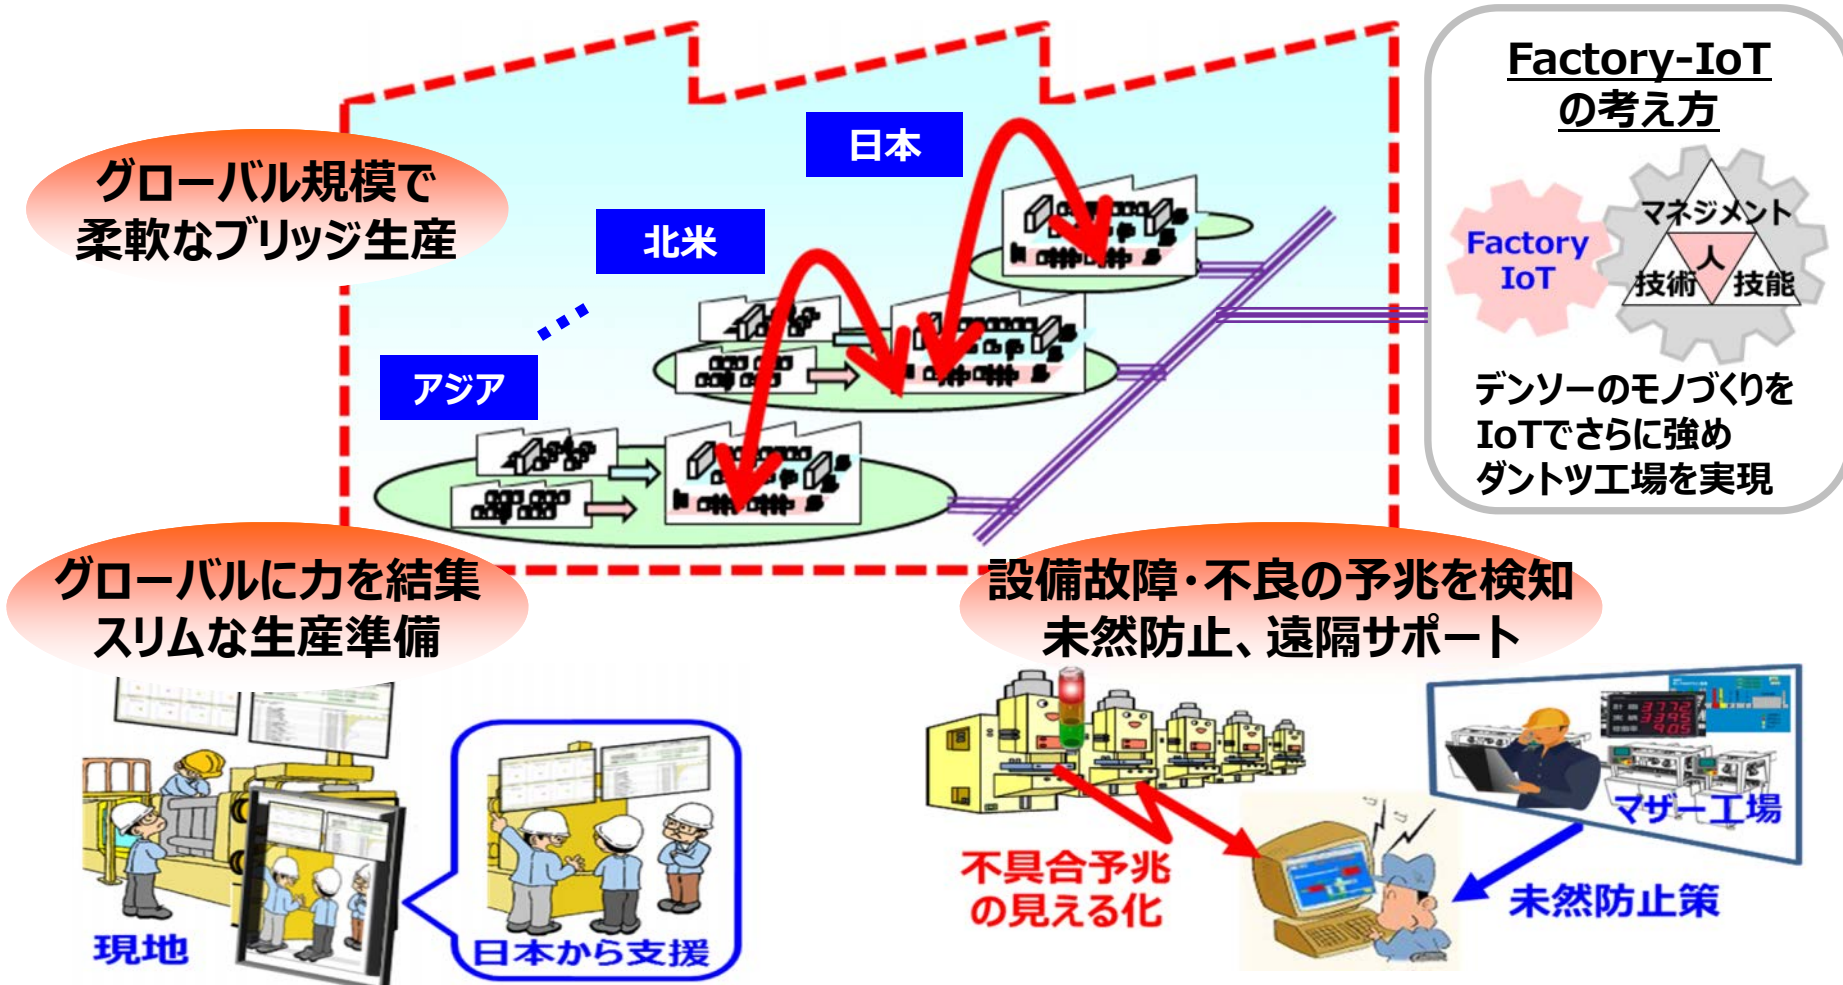 Factory-IoT
の考え方
Factory
IoT
マネジメント
人
技術
技能
デンソーのモノづくりを
IoTでさらに強め
ダントツ工場を実現
グローバル規模で
柔軟なブリッジ生産
日本
北米
アジア
グローバルに力を結集
スリムな生産準備
設備故障・不良の予兆を検知
未然防止、遠隔サポート
現地
日本から支援
不具合予兆
の見える化
計画 3772
実績 3395
905
マザー工場
未然防止策